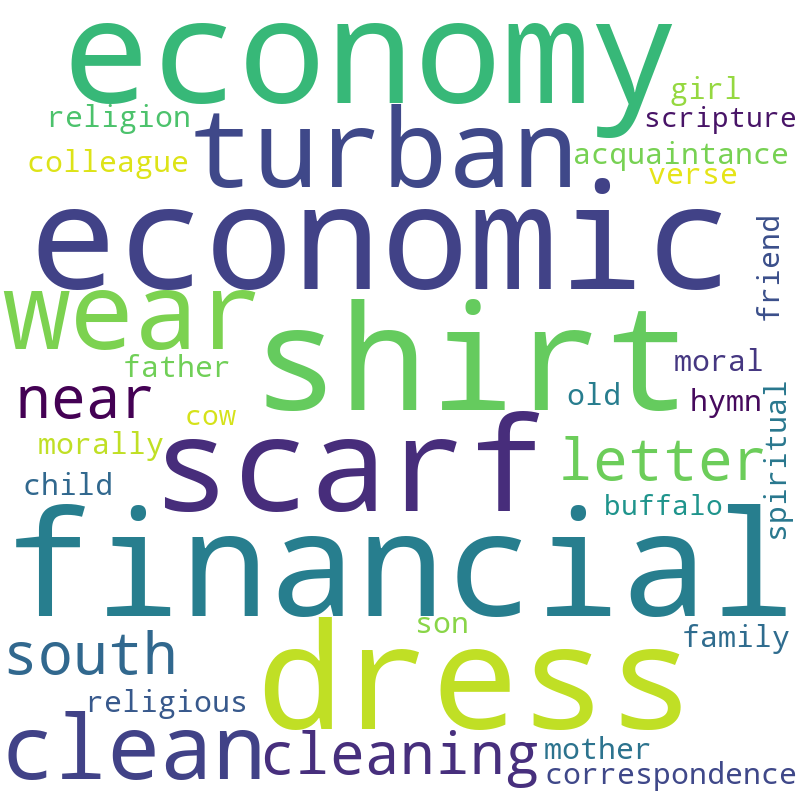 economy
girl
religion
scripture
turban
colleague
acquaintance
verse
economic
friend
wear
shirt
father
moral
near
old
hymn
cow
scarf
morally
letter
spiritual
child
buffalo
financial
son
south
dress
family
religious
clean
cleaning
mother
correspondence